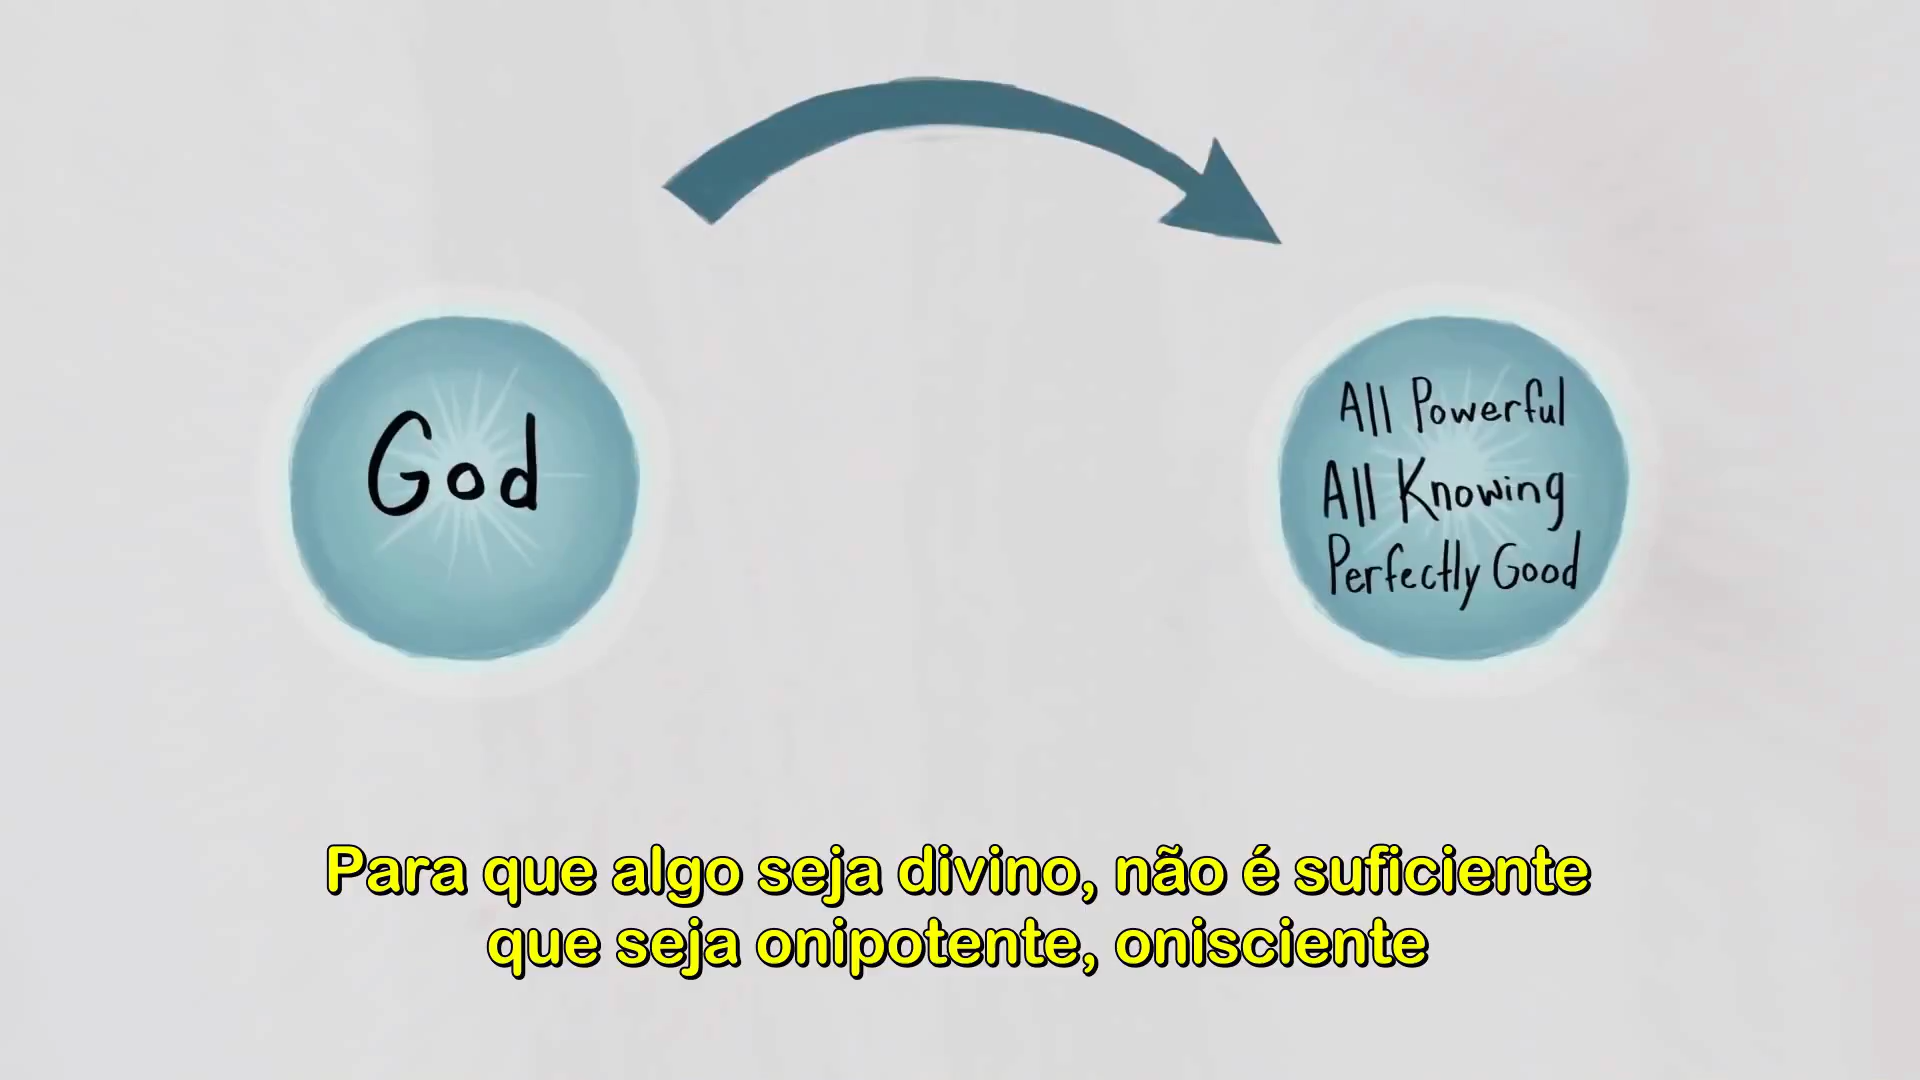 God
All Powerful
All Knowing
Perfectly Good
Para que algo seja divino, não é suficiente
que seja onipotente, onisciente